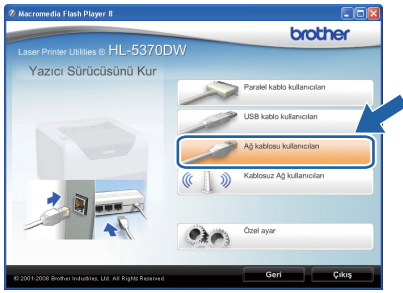 Macromedia Flash Player 8
brother
Laser Printer Utilities ® HL-5370DW
Yazıcı Sürücüsünü Kur
Paralel kablo kullanıcıları
USB kablo kullanıcıları
Ağ kablosu kullanıcıları
Kablosuz Ağ kullanıcıları
Özel ayar
© 2001-2008 Brother Industries, Ltd. All Rights Reserved.
Geri
Çıkış